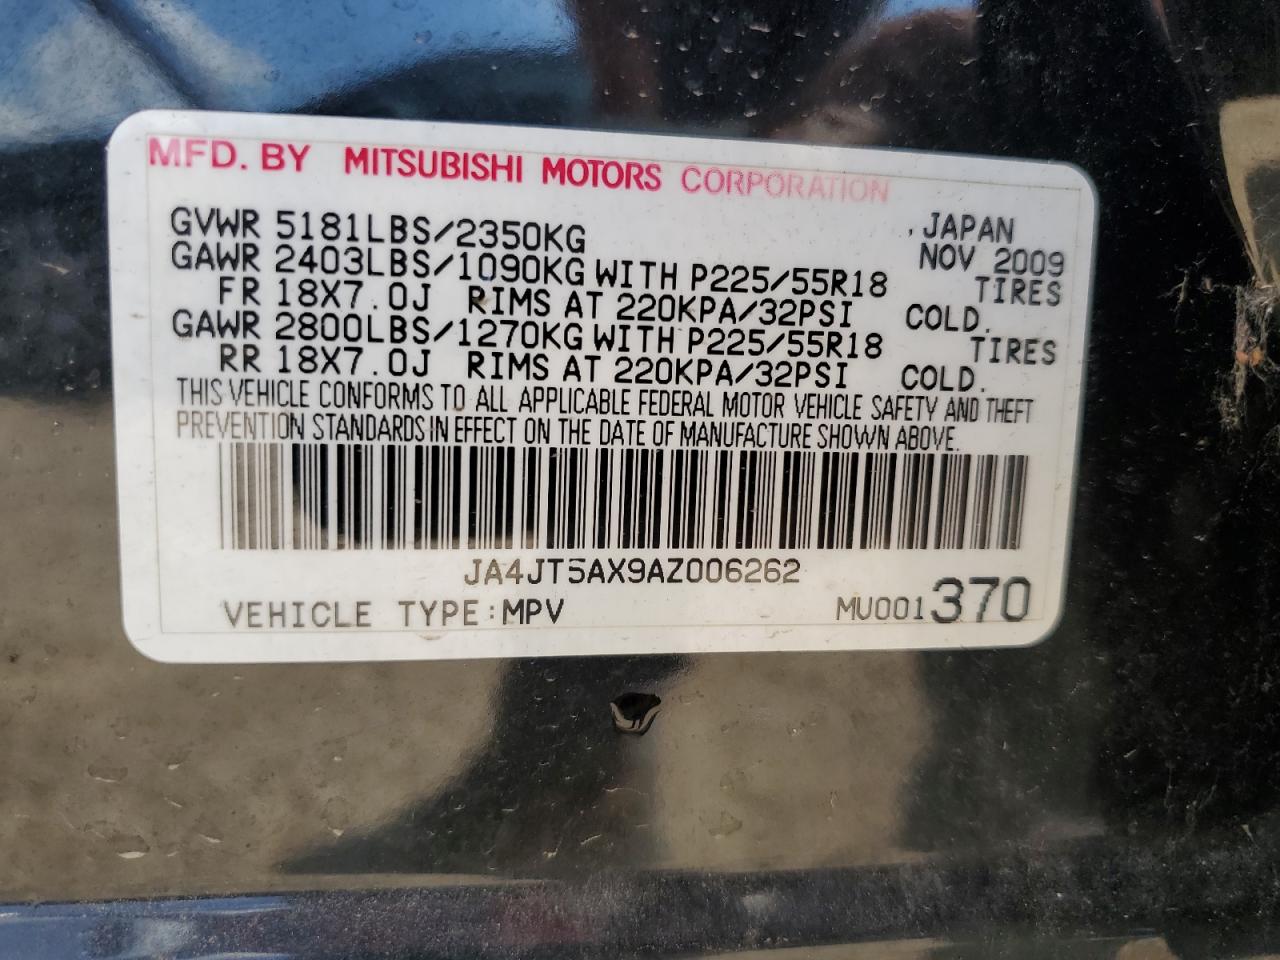 MFD. BY MITSUBISHI MOTORS CORPORATION
GVWR 5181LBS/2350KG , JAPAN
GAWR 2403LBS/1090KG WITH P225/55R18 NOV 2009
FR 18X7.0J RIMS AT 220KPA/32PSI TIRES COLD.
GAWR 2800LBS/1270KG WITH P225/55R18 TIRES
RR 18X7.0J RIMS AT 220KPA/32PSI COLD.
THIS VEHICLE CONFORMS TO ALL APPLICABLE FEDERAL MOTOR VEHICLE SAFETY AND THEFT
PREVENTION STANDARDS IN EFFECT ON THE DATE OF MANUFACTURE SHOWN ABOVE.
JA4JT5AX9AZ006262
VEHICLE TYPE:MPV MU001370